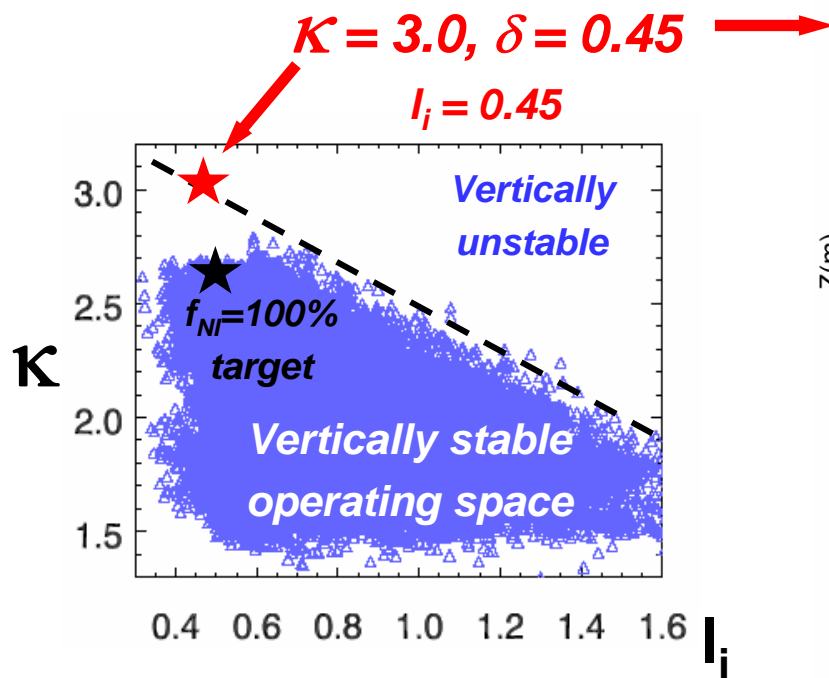 κ = 3.0, δ = 0.45
l_i = 0.45
3.0
2.5
2.0
1.5
κ
Vertically
unstable
f_NI=100%
target
Vertically stable
operating space
0.4 0.6 0.8 1.0 1.2 1.4 1.6
l_i
Z(m)